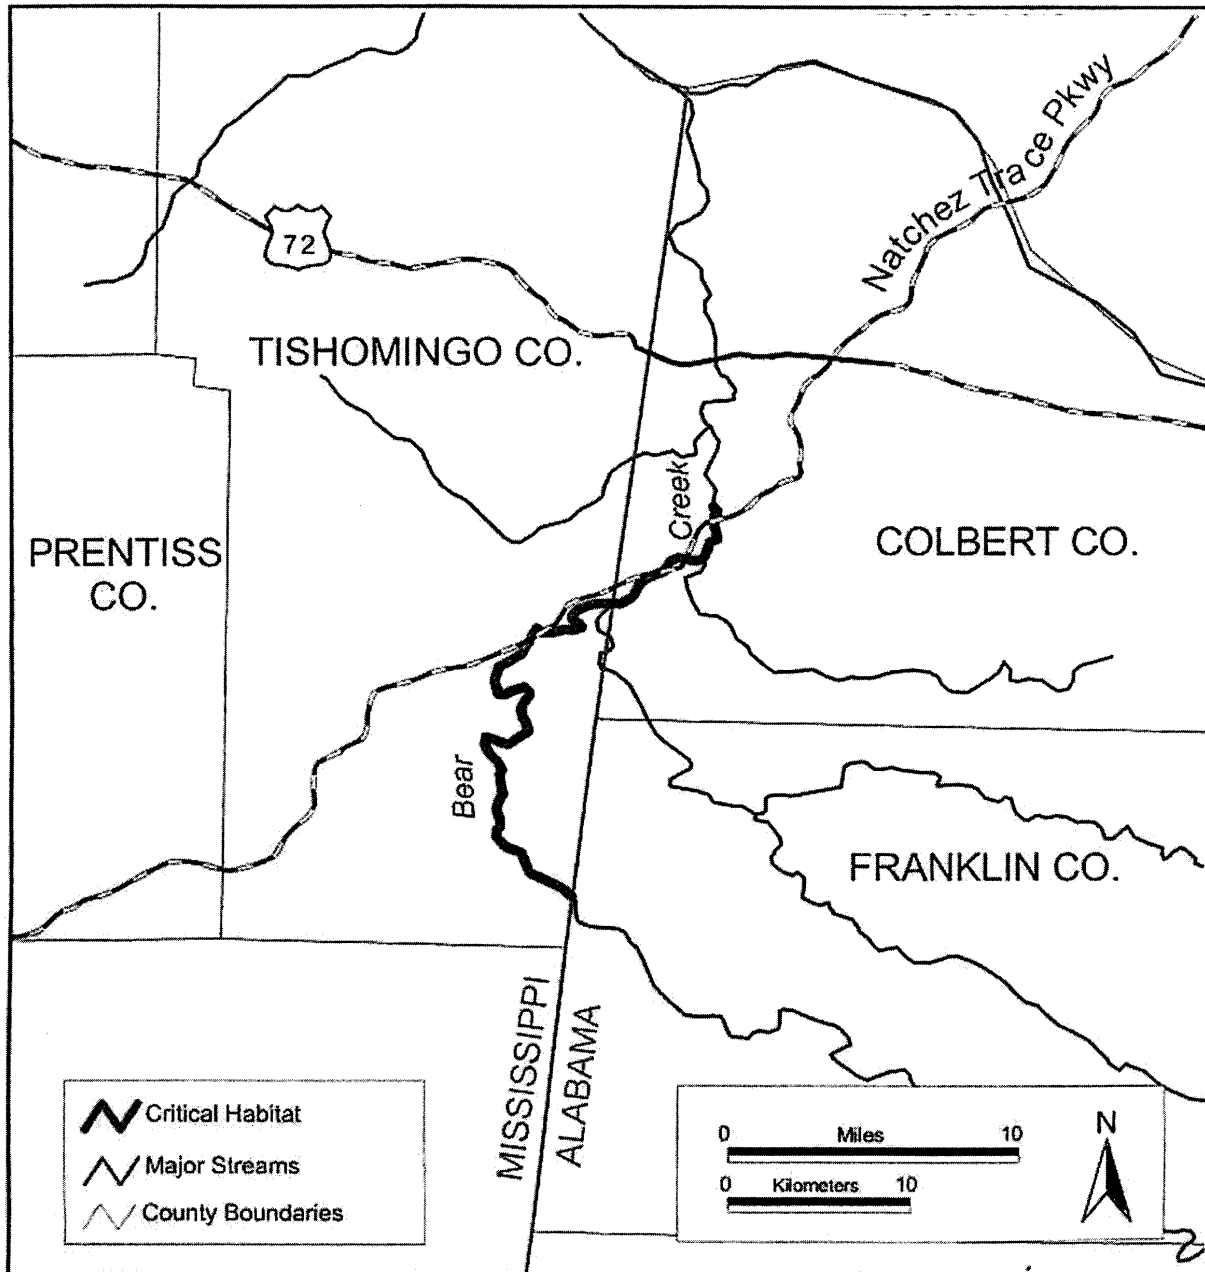 Natchez Trace Pkwy
72
TISHOMINGO CO.
Creek
PRENTISS
CO.
COLBERT CO.
Bear
FRANKLIN CO.
MISSISSIPPI
ALABAMA
Critical Habitat
Major Streams
County Boundaries
0 Miles 10
0 Kilometers 10
N